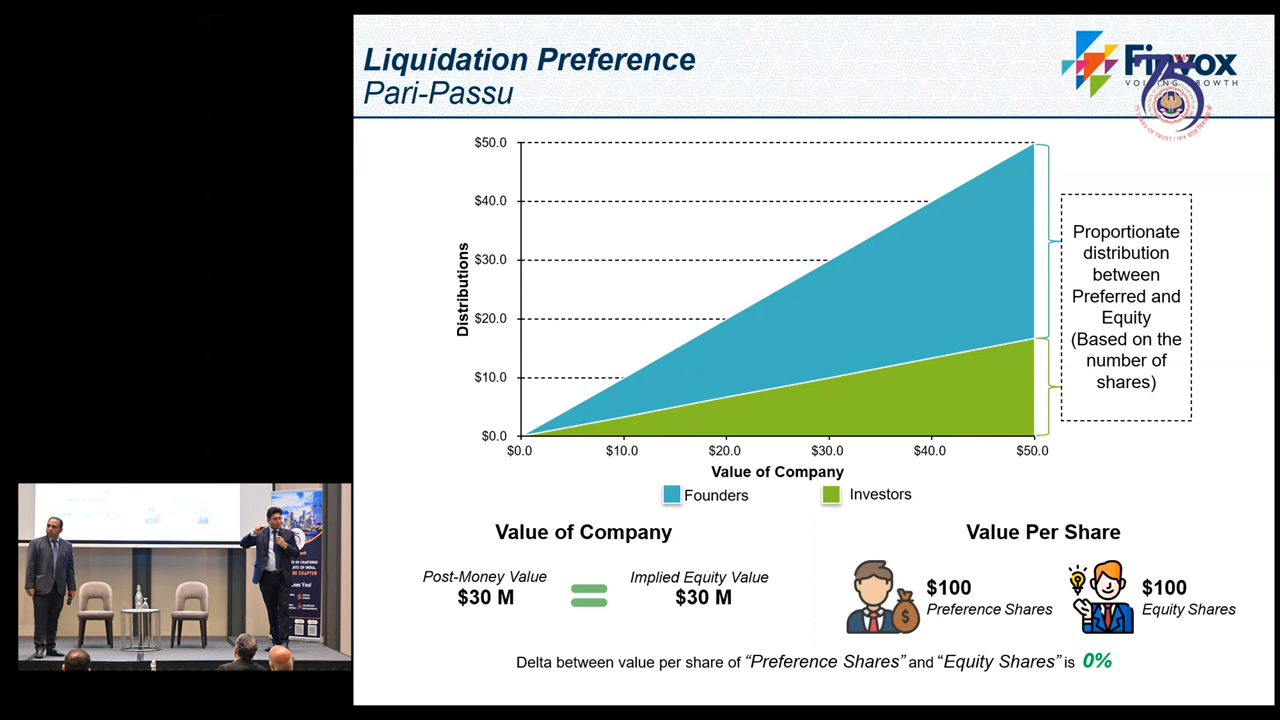 Liquidation Preference
Pari-Passu
Finvox
VOICING GROWTH
$50.0
$40.0
$30.0
$20.0
$10.0
$0.0
Distributions
$0.0 $10.0 $20.0 $30.0 $40.0 $50.0
Value of Company
Founders Investors
Proportionate
distribution
between
Preferred and
Equity
(Based on the
number of
shares)
Value of Company
Post-Money Value
$30 M
Implied Equity Value
$30 M
Value Per Share
$100
Preference Shares
$100
Equity Shares
Delta between value per share of “Preference Shares” and “Equity Shares” is 0%